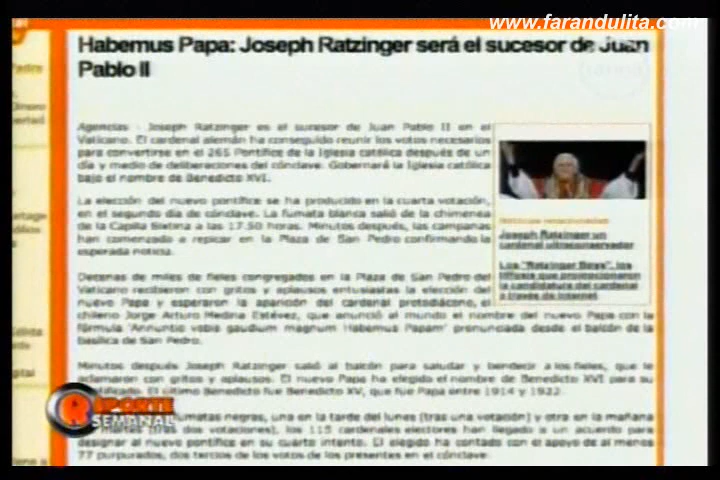 www.farandulita.com
Habemus Papa: Joseph Ratzinger será el sucesor de Juan
Pablo II
Agencias - Joseph Ratzinger es el sucesor de Juan Pablo II en el
Vaticano. El cardenal alemán ha conseguido reunir los votos necesarios
para convertirse en el 265 Pontífice de la Iglesia católica después de un
día y medio de deliberaciones del cónclave. Gobernará la Iglesia católica
bajo el nombre de Benedicto XVI.
La elección del nuevo pontífice se ha producido en la cuarta votación,
en el segundo día de cónclave. La fumata blanca salió de la chimenea
de la Capilla Sixtina a las 17.50 horas. Minutos después, las campanas
han comenzado a repicar en la Plaza de San Pedro confirmando la
esperada noticia.
Decenas de miles de fieles congregados en la Plaza de San Pedro del
Vaticano recibieron con gritos y aplausos entusiastas la elección del
nuevo Papa y esperaron la aparición del cardenal protodiácono, el
chileno Jorge Arturo Medina Estévez, que anunció al mundo el nombre del nuevo Papa con la
fórmula 'Annuntio vobis gaudium magnum Habemus Papam' pronunciada desde el balcón de la
basílica de San Pedro.
Minutos después Joseph Ratzinger salió al balcón para saludar y bendecir a los fieles, que le
aclamaron con gritos y aplausos. El nuevo Papa ha elegido el nombre de Benedicto XVI para su
El último Benedicto fue Benedicto XV, que fue Papa entre 1914 y 1922.
fumatas negras, una en la tarde del lunes (tras una votación) y otra en la mañana
martes (tras dos votaciones), los 115 cardenales electores han llegado a un acuerdo para
designar al nuevo pontífice en su cuarto intento. El elegido ha contado con el apoyo de al menos
77 purpurados, dos tercios de los votos de los presentes en el cónclave.
Joseph Ratzinger un
cardenal ultraconservador
Los "Ratzinger Boys", los
que promocionaron
la candidatura del cardenal
a través de internet
REPORTE
SEMANAL